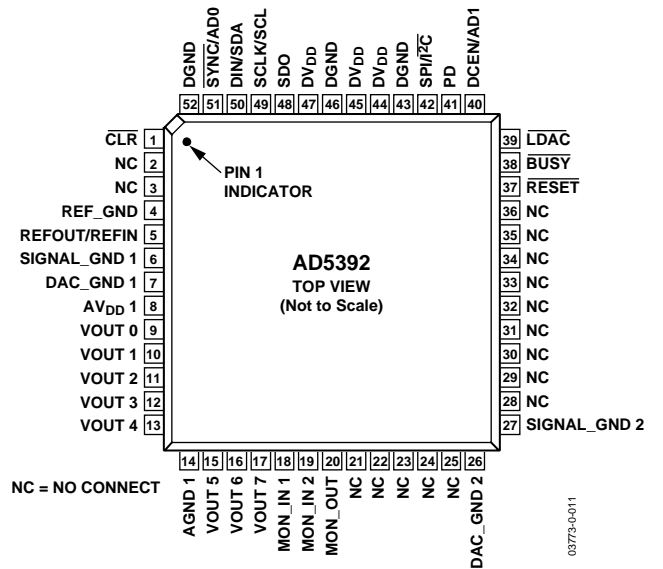 DGND
SYNC/AD0
DIN/SDA
SCLK/SCL
SDO
DVDD
DGND
DVDD
DVDD
DGND
SPI/I2C
PD
DCEN/AD1
52 51 50 49 48 47 46 45 44 43 42 41 40
CLR 1
NC 2
NC 3
REF_GND 4
REFOUT/REFIN 5
SIGNAL_GND 1 6
DAC_GND 1 7
AVDD 1 8
VOUT 0 9
VOUT 1 10
VOUT 2 11
VOUT 3 12
VOUT 4 13
PIN 1
INDICATOR
AD5392
TOP VIEW
(Not to Scale)
39 LDAC
38 BUSY
37 RESET
36 NC
35 NC
34 NC
33 NC
32 NC
31 NC
30 NC
29 NC
28 NC
27 SIGNAL_GND 2
14 15 16 17 18 19 20 21 22 23 24 25 26
AGND 1
VOUT 5
VOUT 6
VOUT 7
MON_IN 1
MON_IN 2
MON_OUT
NC
NC
NC
NC
NC
DAC_GND 2
NC = NO CONNECT
03773-0-011